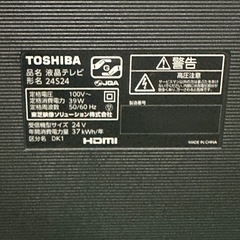 TOSHIBA
品名 液晶テレビ
形名 24S24
定格電圧 100V~
定格消費電力 39W
定格周波数 50/60 Hz
東芝映像ソリューション株式会社
受信機型サイズ 24V
年間消費電力量 37 kWh/年
区分名 DK1
HDMI
JQA
警告
高圧注意
製造番号
MADE IN CHINA